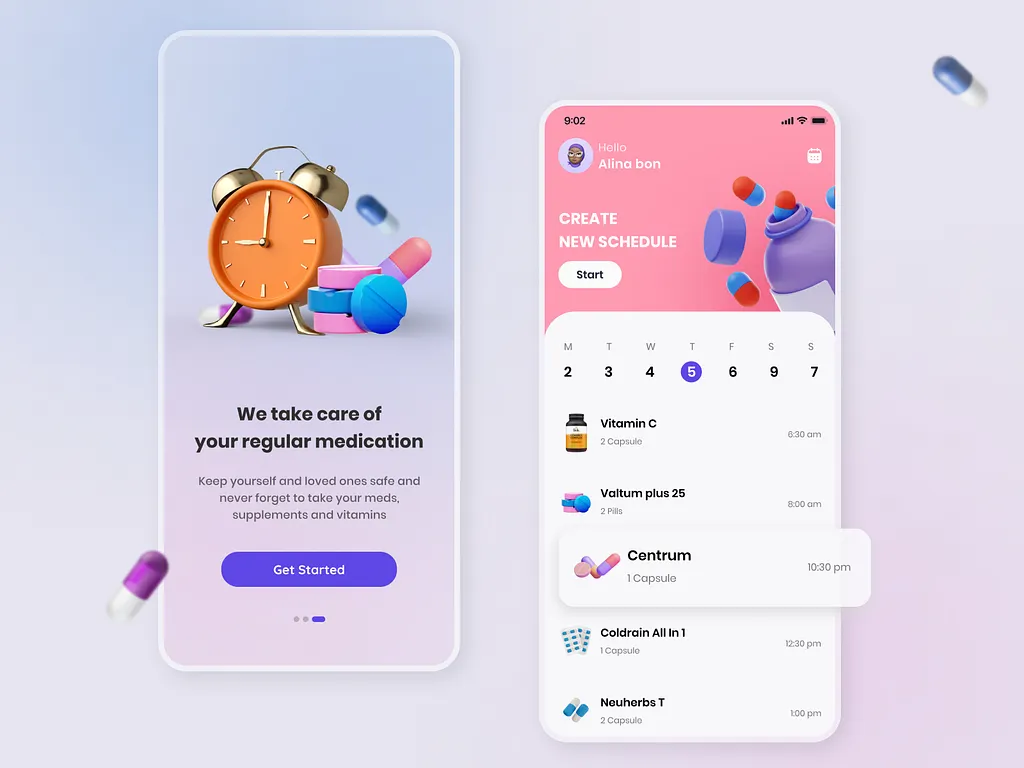 We take care of
your regular medication
Keep yourself and loved ones safe and
never forget to take your meds,
supplements and vitamins
Get Started
9:02
Hello
Alina bon
CREATE
NEW SCHEDULE
Start
M T W T F S S
2 3 4 5 6 9 7
Vitamin C
2 Capsule
6:30 am
Valtum plus 25
2 Pills
8:00 am
Centrum
1 Capsule
10:30 pm
Coldrain All In 1
1 Capsule
12:30 pm
Neuherbs T
2 Capsule
1:00 pm